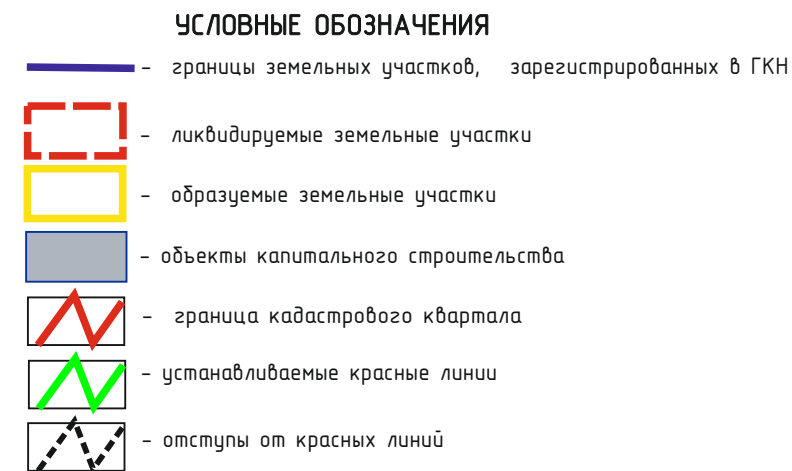 УСЛОВНЫЕ ОБОЗНАЧЕНИЯ
– границы земельных участков, зарегистрированных в ГКН
– ликвидируемые земельные участки
– образуемые земельные участки
– объекты капитального строительства
– граница кадастрового квартала
– устанавливаемые красные линии
– отступы от красных линий